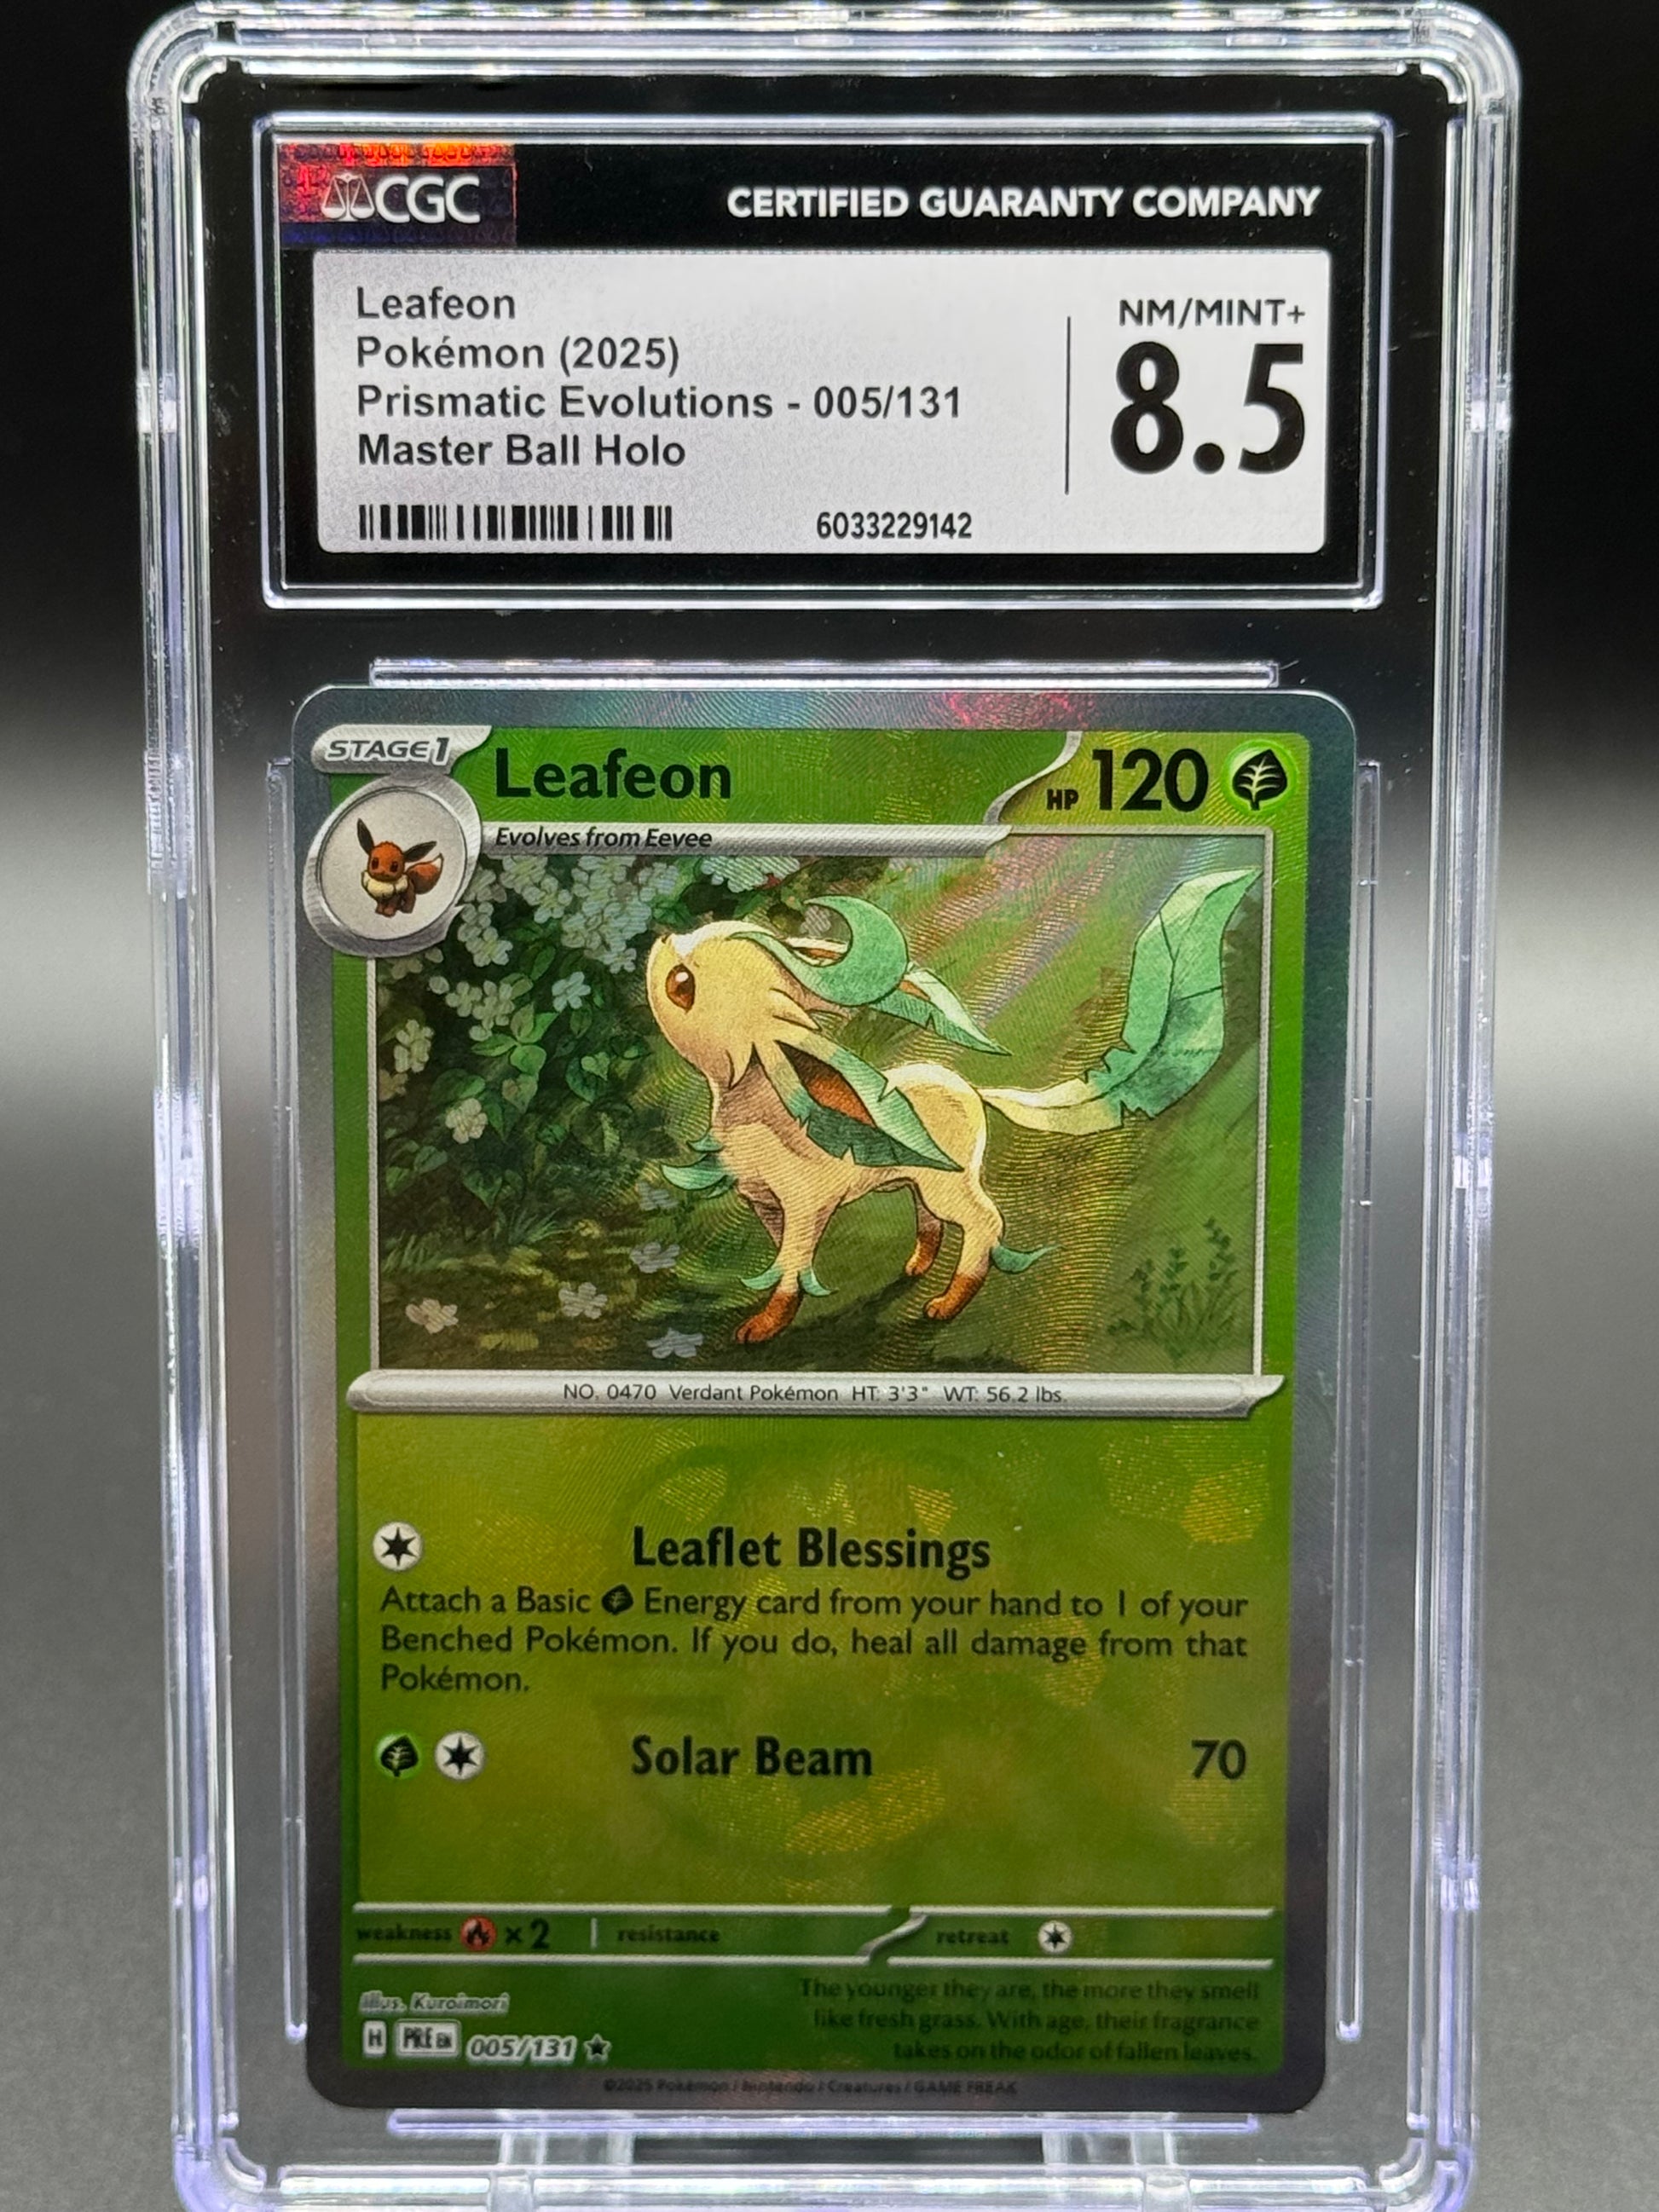 CGC
CERTIFIED GUARANTY COMPANY
Leafeon
Pokémon (2025)
Prismatic Evolutions - 005/131
Master Ball Holo
6033229142
NM/MINT+
8.5
STAGE 1
Leafeon
HP 120
Evolves from Eevee
NO. 0470 Verdant Pokémon HT: 3'3" WT: 56.2 lbs.
Leaflet Blessings
Attach a Basic Energy card from your hand to 1 of your
Benched Pokémon. If you do, heal all damage from that
Pokémon.
Solar Beam 70
weakness ×2 resistance retreat
Illus. Kuroimori
The younger they are, the more they smell
like fresh grass. With age, their fragrance
takes on the odor of fallen leaves.
H PRE EN 005/131
©2025 Pokémon / Nintendo / Creatures / GAME FREAK